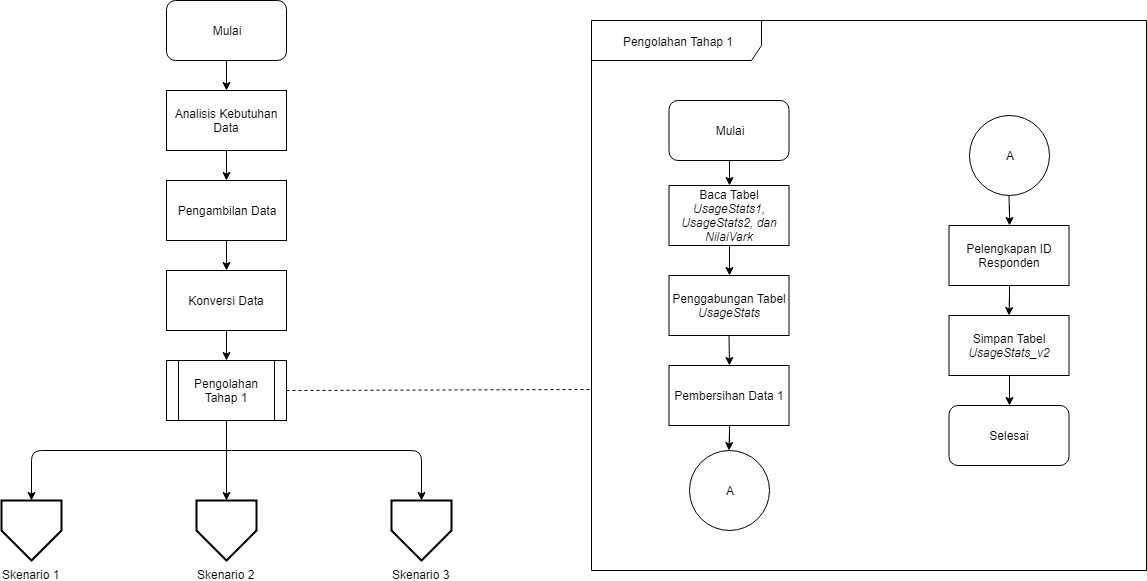 Mulai
Analisis Kebutuhan
Data
Pengambilan Data
Konversi Data
Pengolahan
Tahap 1
Skenario 1
Skenario 2
Skenario 3
Pengolahan Tahap 1
Mulai
Baca Tabel
UsageStats1,
UsageStats2, dan
NilaiVark
Penggabungan Tabel
UsageStats
Pembersihan Data 1
A
A
Pelengkapan ID
Responden
Simpan Tabel
UsageStats_v2
Selesai